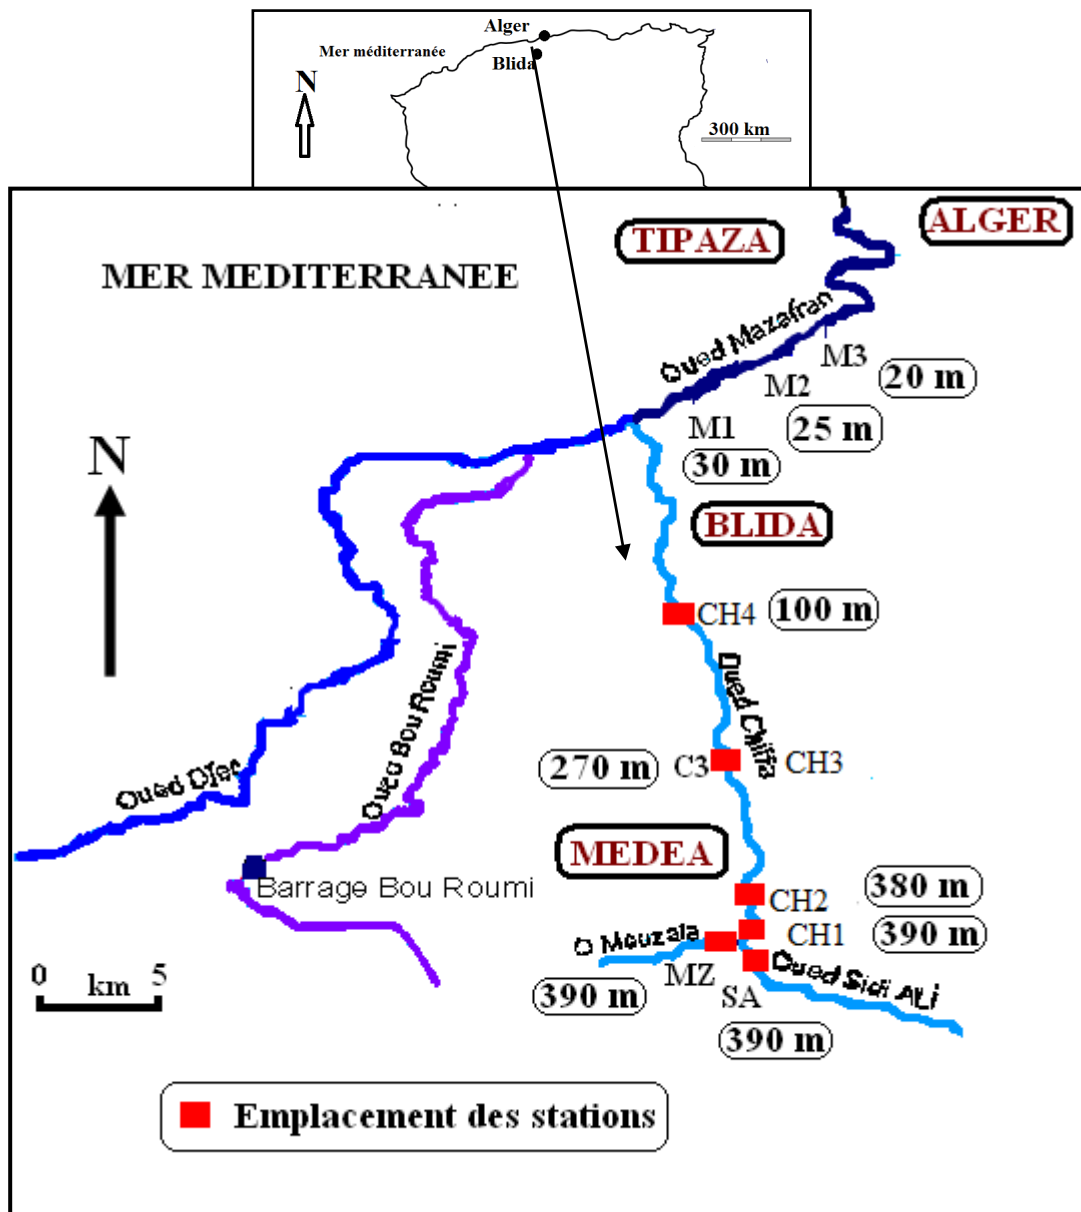 Alger
Mer méditerranée
Blida
N
300 km
TIPAZA
ALGER
MER MEDITERRANEE
Oued Mazafran
M3
20 m
M2
25 m
M1
30 m
N
BLIDA
CH4
100 m
Oued Chiffa
Oued Bou Roumi
270 m
C3
CH3
Oued Djer
MEDEA
Barrage Bou Roumi
380 m
CH2
CH1
390 m
O Mouzaia
MZ
Oued Sidi ALi
0 km 5
390 m
SA
390 m
Emplacement des stations